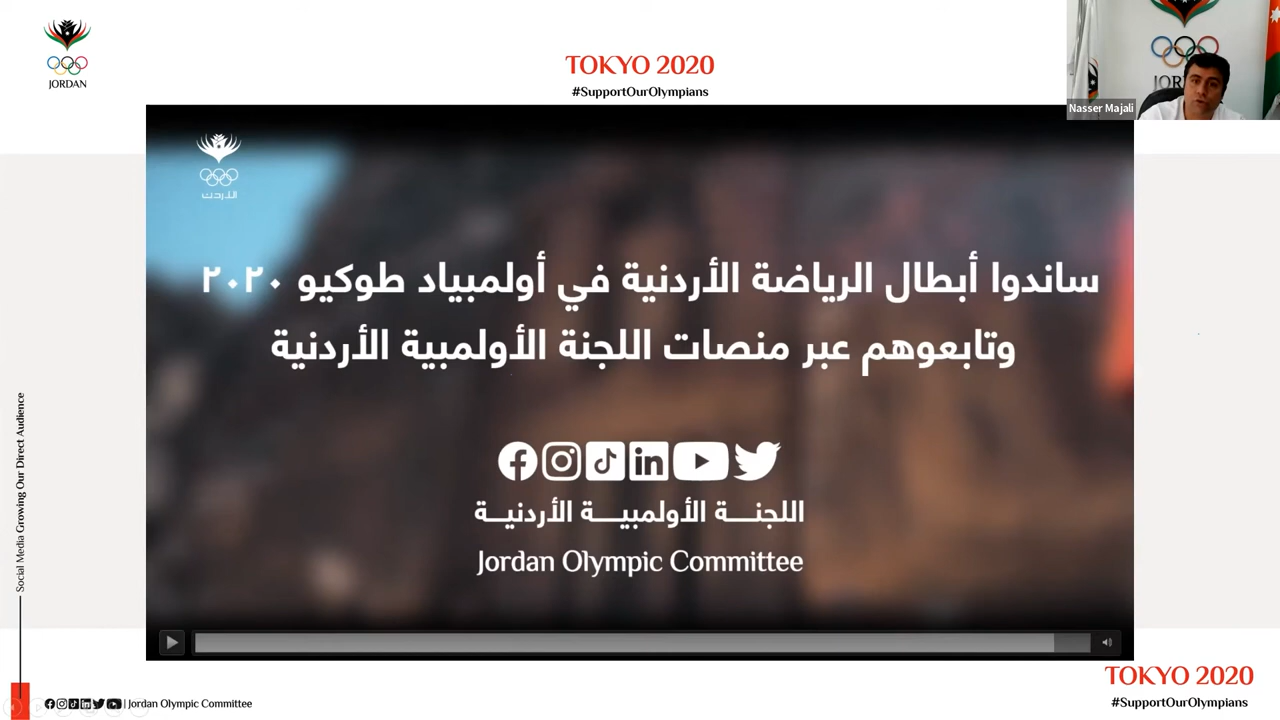 JORDAN
TOKYO 2020
#SupportOurOlympians
Nasser Majali
الأردن
ساندوا أبطال الرياضة الأردنية في أولمبياد طوكيو ٢٠٢٠
وتابعوهم عبر منصات اللجنة الأولمبية الأردنية
in
اللجنـــة الأولمبيـــة الأردنيـــة
Jordan Olympic Committee
Social Media Growing Our Direct Audience
| Jordan Olympic Committee
TOKYO 2020
#SupportOurOlympians